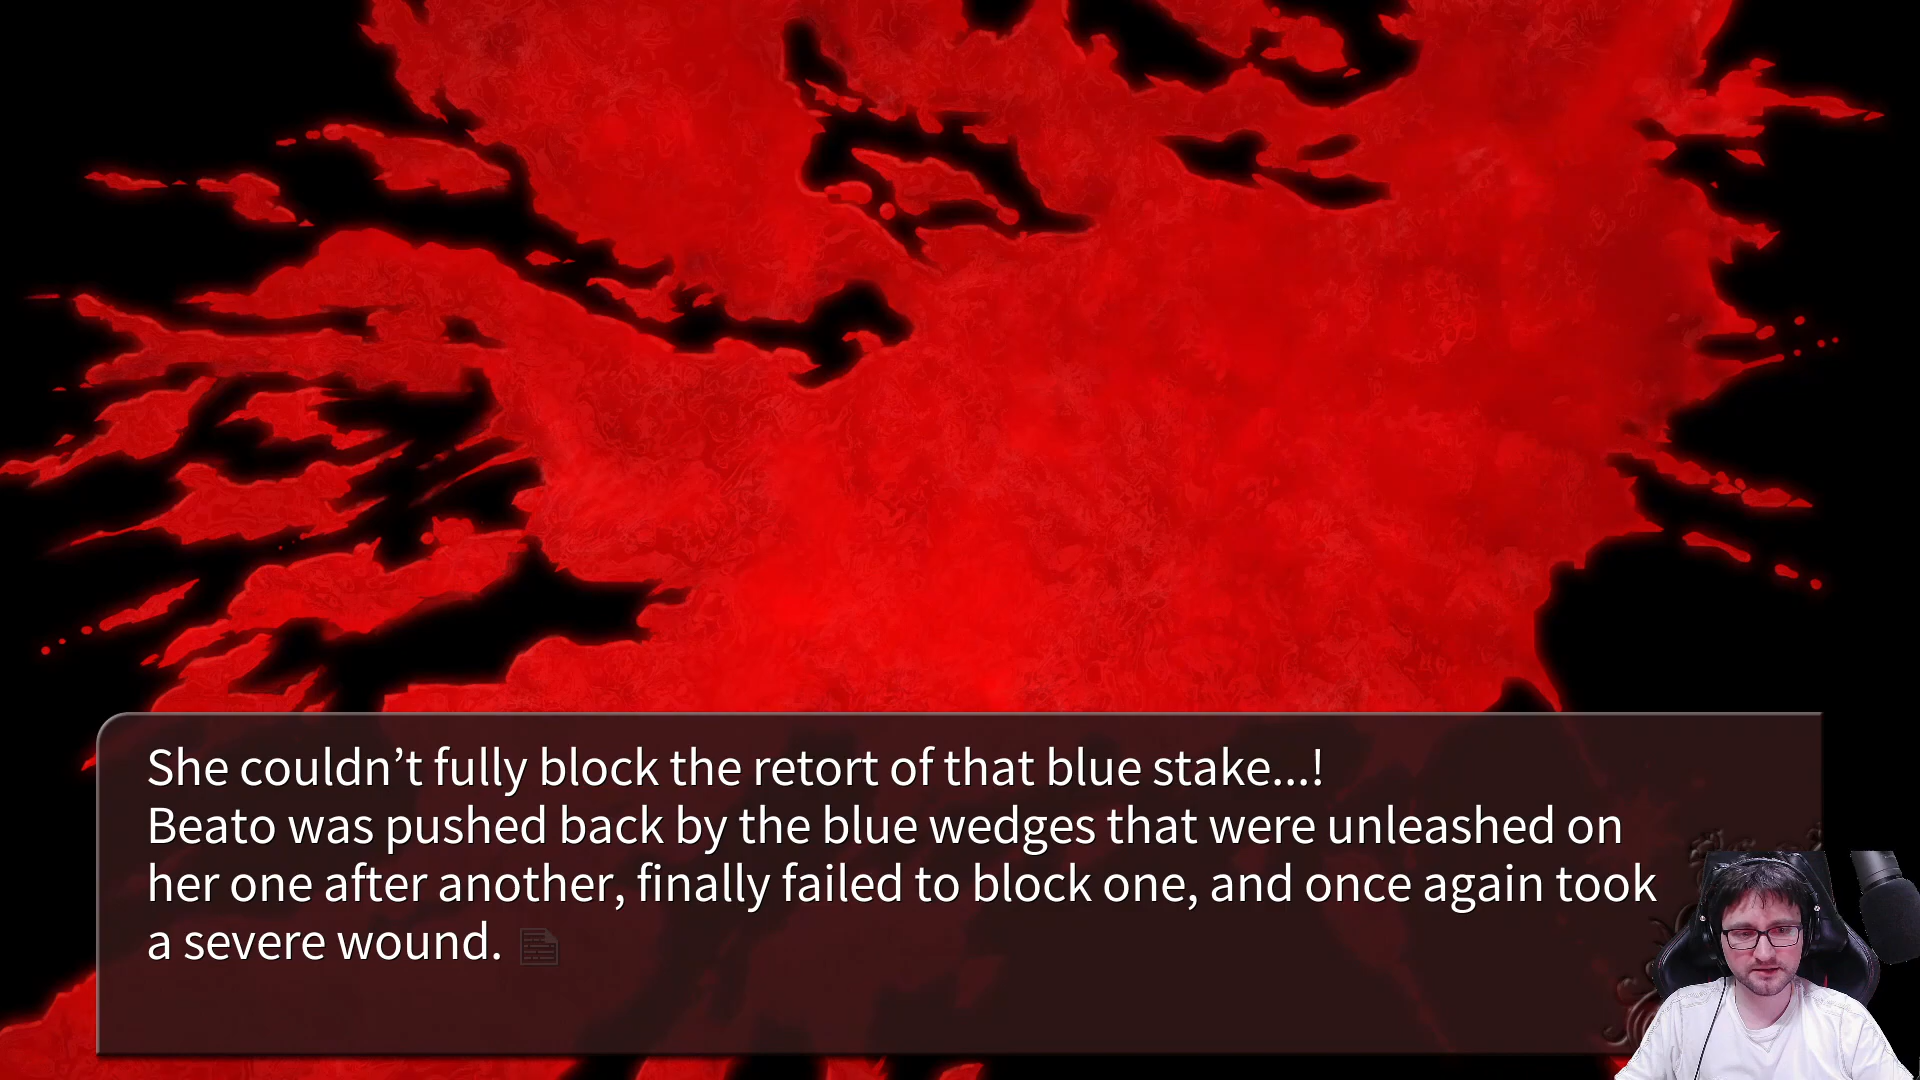 She couldn’t fully block the retort of that blue stake...!
Beato was pushed back by the blue wedges that were unleashed on
her one after another, finally failed to block one, and once again took
a severe wound.